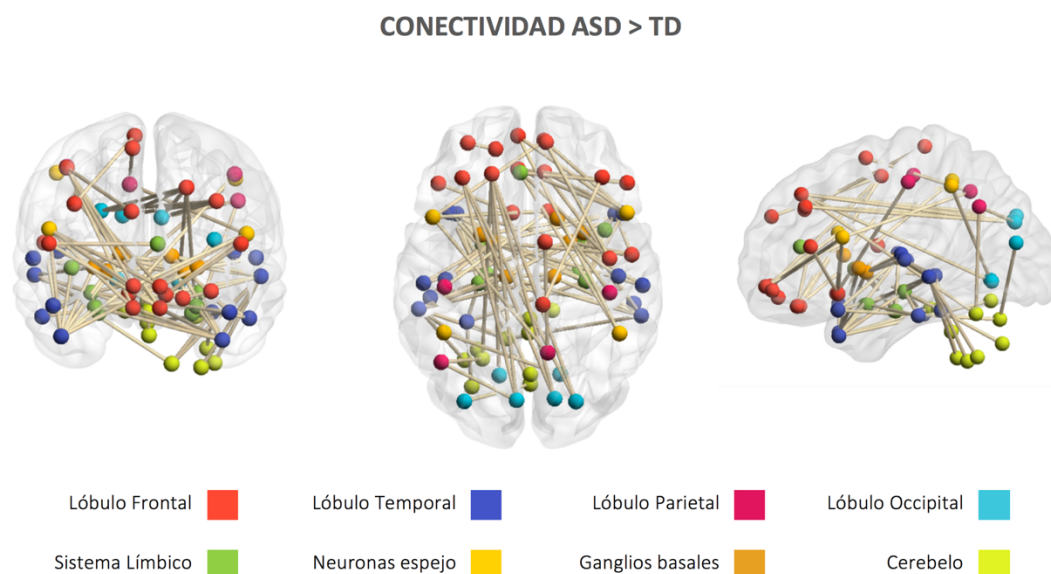 CONECTIVIDAD ASD > TD
Lóbulo Frontal
Lóbulo Temporal
Lóbulo Parietal
Lóbulo Occipital
Sistema Límbico
Neuronas espejo
Ganglios basales
Cerebelo